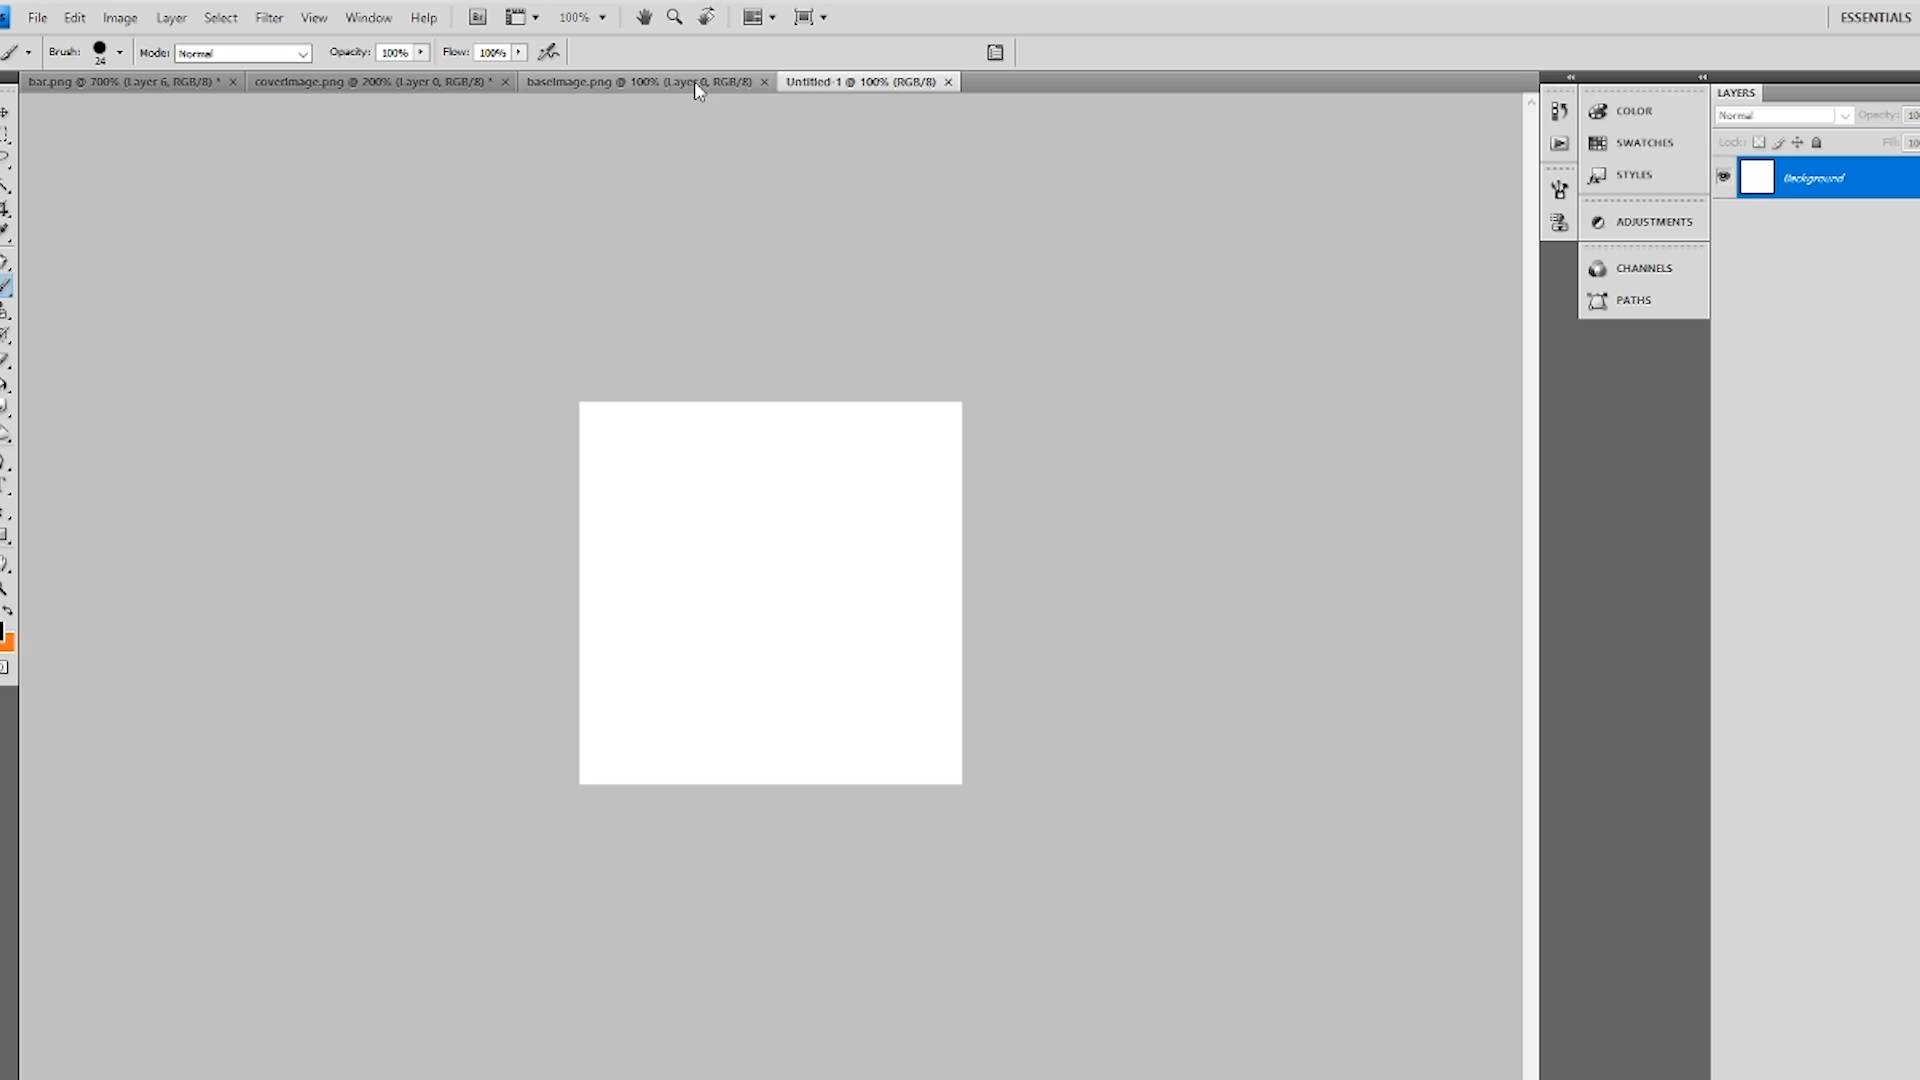 File Edit Image Layer Select Filter View Window Help Br 100% ESSENTIALS
Brush: 24 Mode: Normal Opacity: 100% Flow: 100%
bar.png @ 700% (Layer 6, RGB/8) * coverimage.png @ 200% (Layer 0, RGB/8) * baseimage.png @ 100% (Layer 0, RGB/8) Untitled-1 @ 100% (RGB/8)
COLOR
SWATCHES
STYLES
ADJUSTMENTS
CHANNELS
PATHS
LAYERS
Normal Opacity:
Lock: Fill:
Background